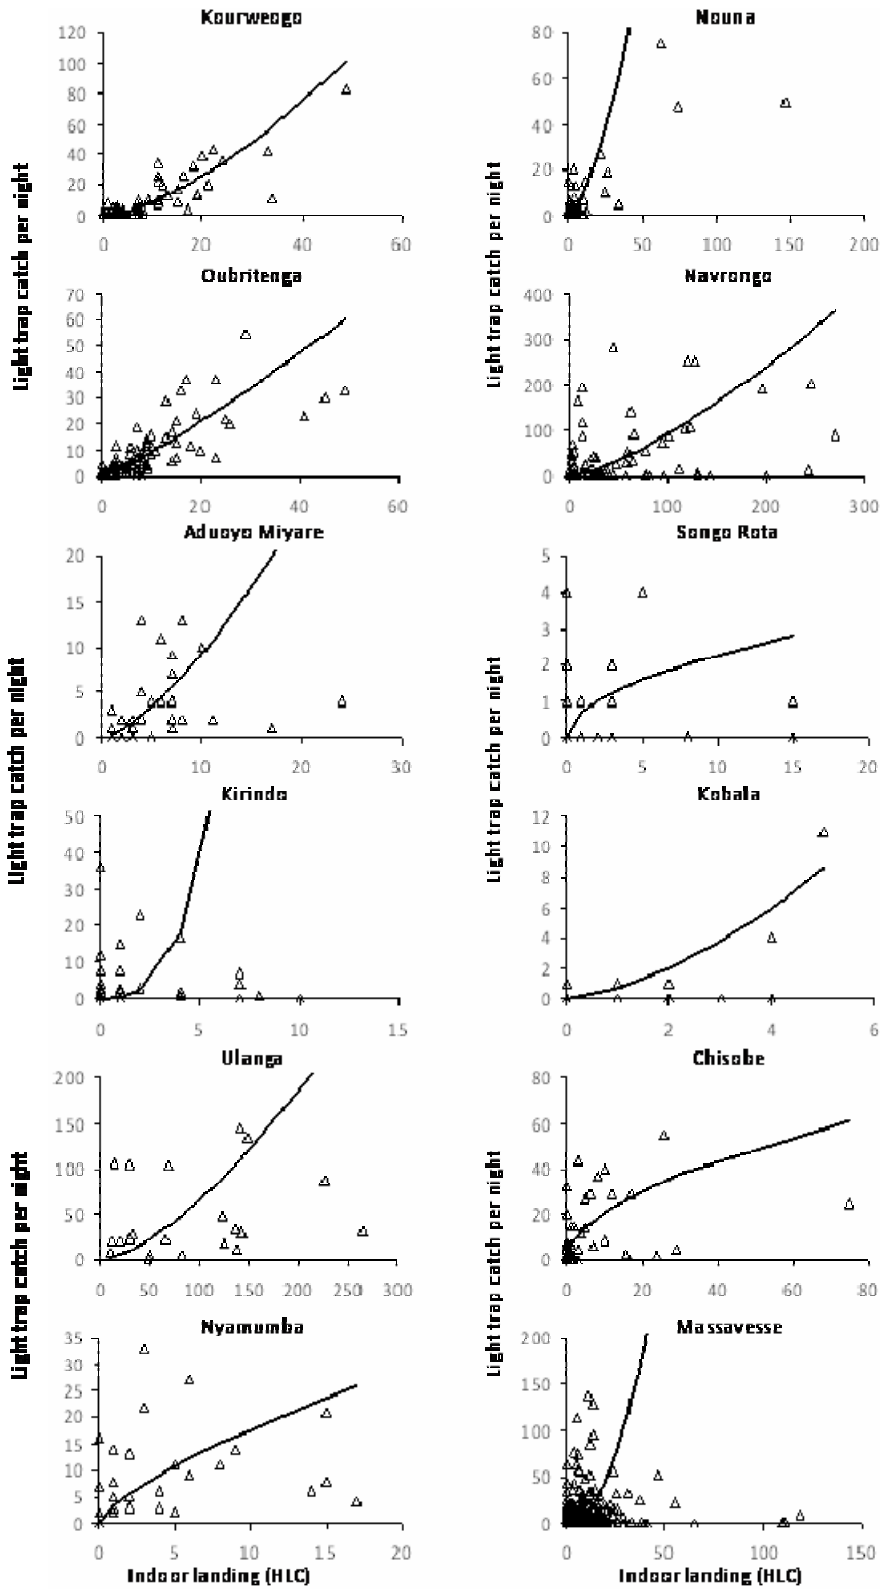 Kourweogo
Nouna
120
100
80
60
40
20
0
0 20 40 60
80
60
40
20
0
0 50 100 150 200
Light trap catch per night
Light trap catch per night
Oubritenga
Navrongo
70
60
50
40
30
20
10
0
0 20 40 60
400
300
200
100
0
0 100 200 300
Aduoyo Miyare
Songo Rota
20
15
10
5
0
0 10 20 30
5
4
3
2
1
0
0 5 10 15 20
Light trap catch per night
Light trap catch per night
Kirindo
Kobala
50
40
30
20
10
0
0 5 10 15
12
10
8
6
4
2
0
0 2 4 6
Ulanga
Chisobe
200
150
100
50
0
0 50 100 150 200 250 300
80
60
40
20
0
0 20 40 60 80
Light trap catch per night
Light trap catch per night
Nyamumba
Massavesse
35
30
25
20
15
10
5
0
0 5 10 15 20
200
150
100
50
0
0 50 100 150
Indoor landing (HLC)
Indoor landing (HLC)